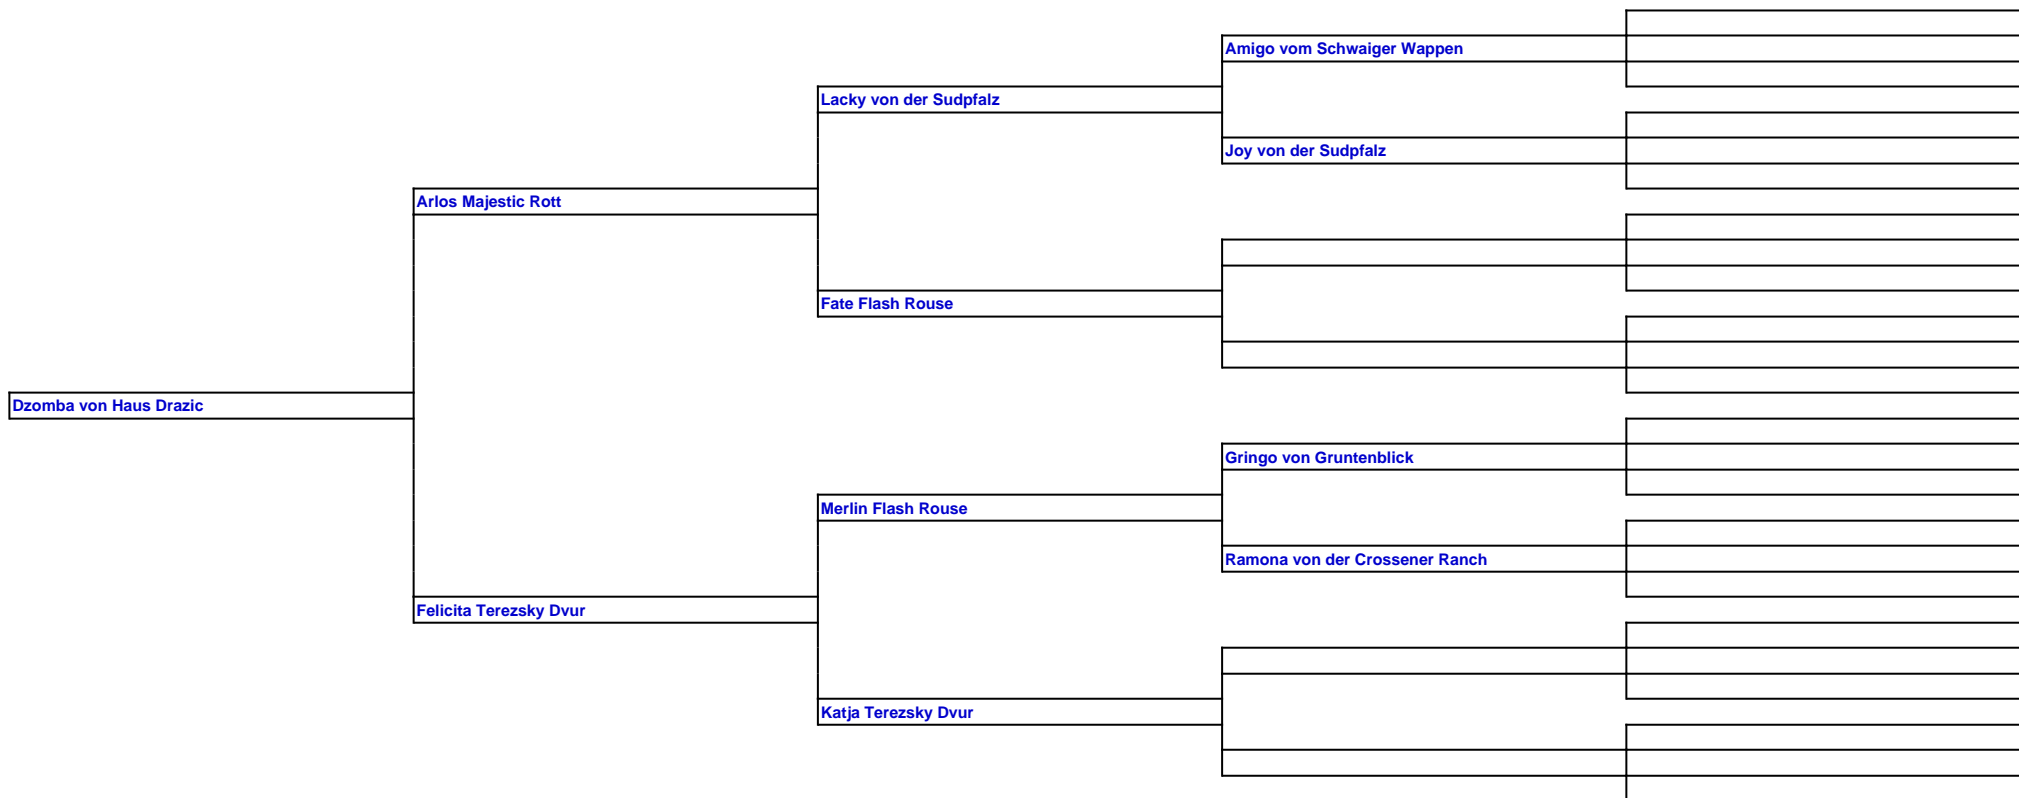 Amigo vom Schwaiger Wappen
Lacky von der Sudpfalz
Joy von der Sudpfalz
Arlos Majestic Rott
Fate Flash Rouse
Dzomba von Haus Drazic
Gringo von Gruntenblick
Merlin Flash Rouse
Ramona von der Crossener Ranch
Felicita Terezsky Dvur
Katja Terezsky Dvur